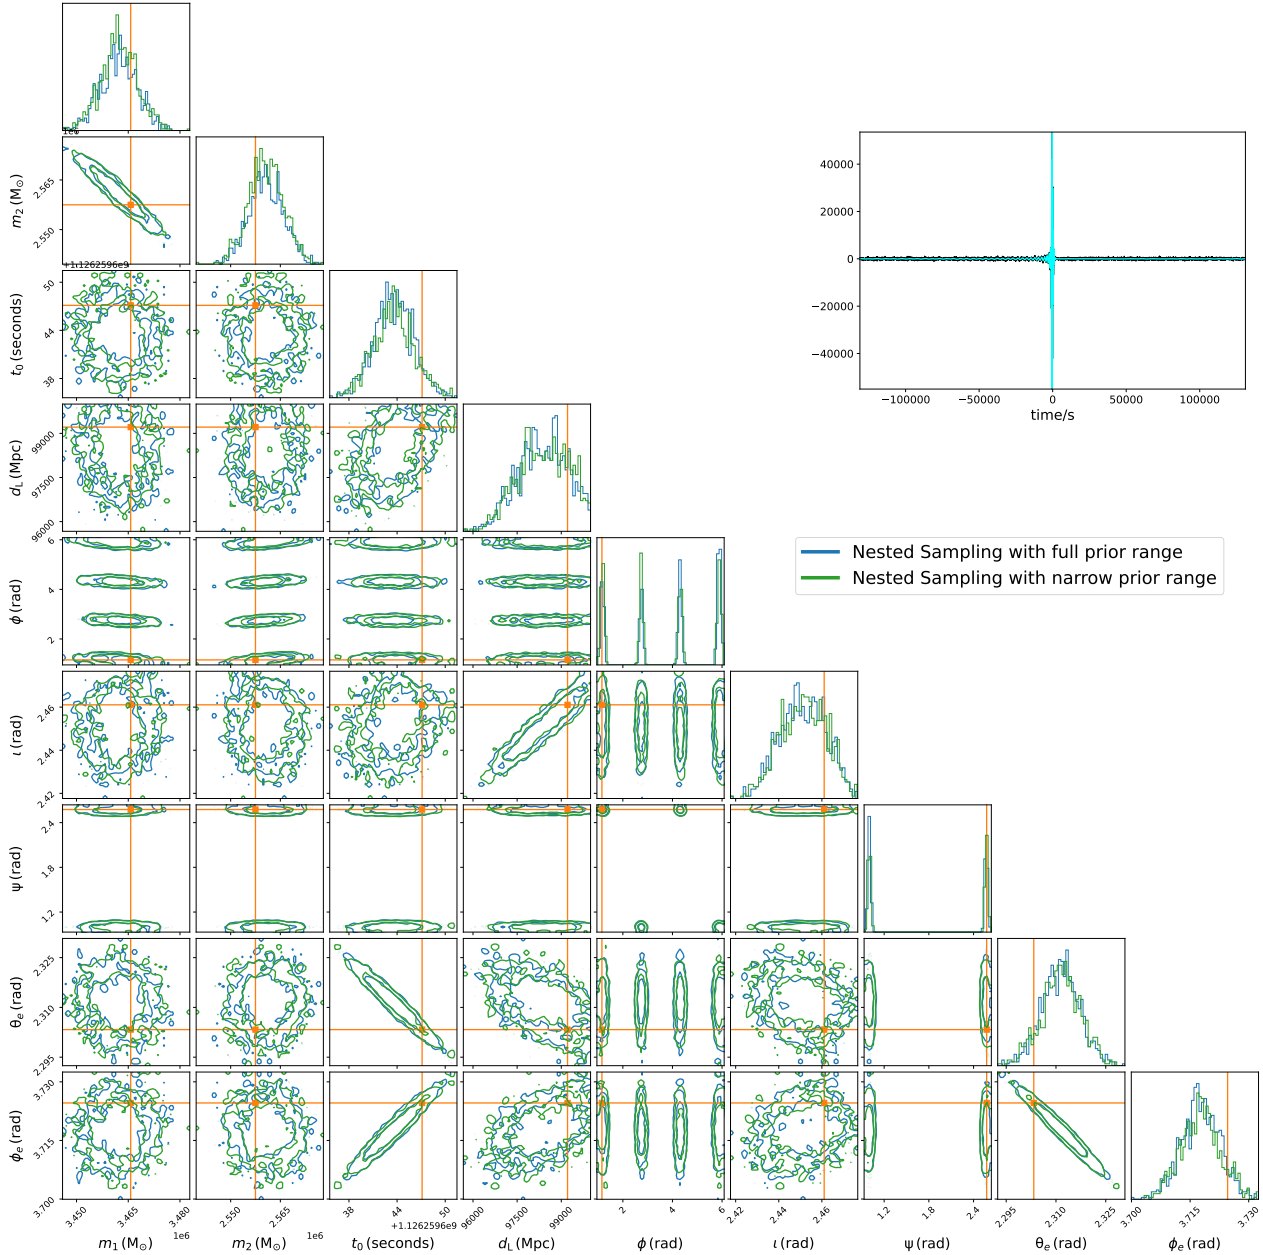 1e6
m₂ (M⊙)
2.565
2.550
+1.1262596e9
t₀ (seconds)
50
44
38
d_L (Mpc)
99000
97500
96000
ϕ (rad)
6
4
2
ι (rad)
2.46
2.44
2.42
ψ (rad)
2.4
1.8
1.2
θₑ (rad)
2.325
2.310
2.295
ϕₑ (rad)
3.730
3.715
3.700
40000
20000
0
−20000
−40000
−100000 −50000 0 50000 100000
time/s
Nested Sampling with full prior range
Nested Sampling with narrow prior range
3.450 3.465 3.480 2.550 2.565 38 44 50 96000 97500 99000 2 4 6 2.42 2.44 2.46 1.2 1.8 2.4 2.295 2.310 2.325 3.700 3.715 3.730
1e6 1e6 +1.1262596e9
m₁ (M⊙) m₂ (M⊙) t₀ (seconds) d_L (Mpc) ϕ (rad) ι (rad) ψ (rad) θₑ (rad) ϕₑ (rad)